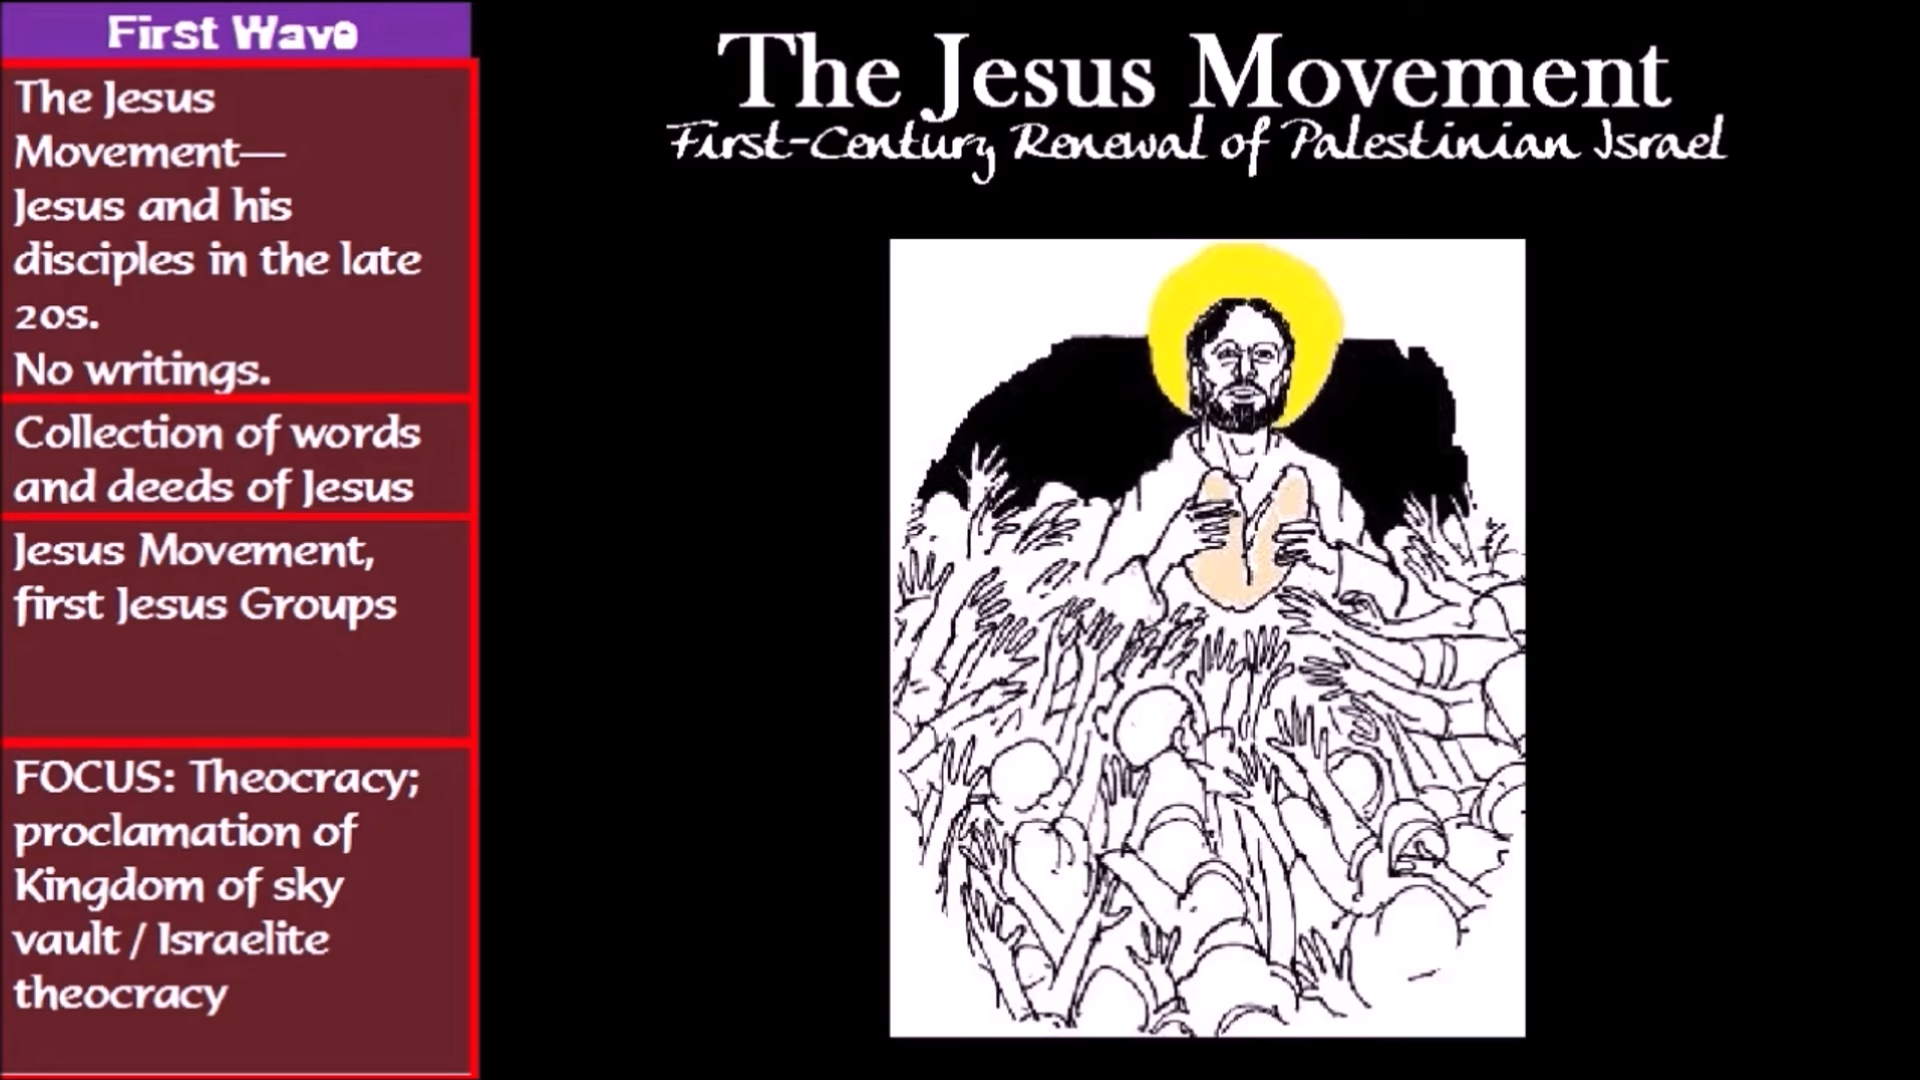 First Wave
The Jesus
Movement—
Jesus and his
disciples in the late
20s.
No writings.
Collection of words
and deeds of Jesus
Jesus Movement,
first Jesus Groups
FOCUS: Theocracy;
proclamation of
Kingdom of sky
vault / Israelite
theocracy
The Jesus Movement
First-Century Renewal of Palestinian Israel